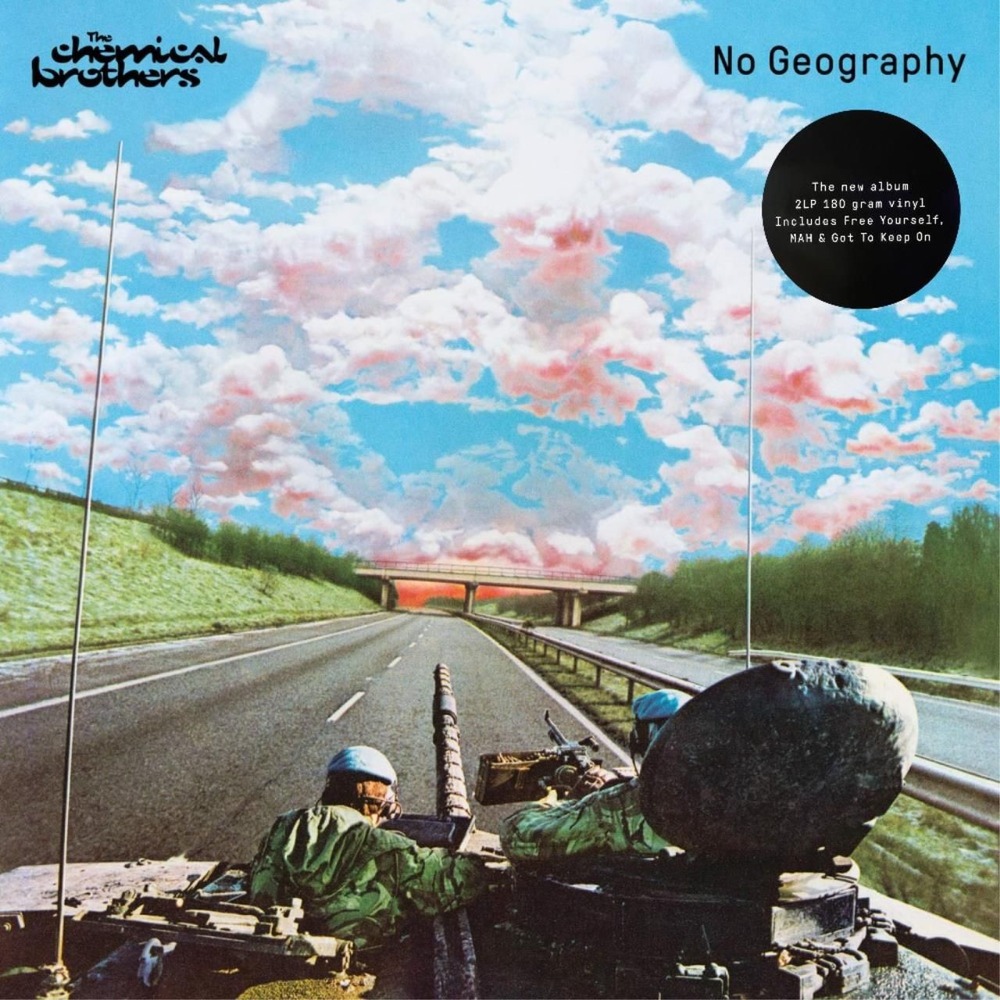 The
chemical
brothers
No Geography
The new album
2LP 180 gram vinyl
Includes Free Yourself,
MAH & Got To Keep On